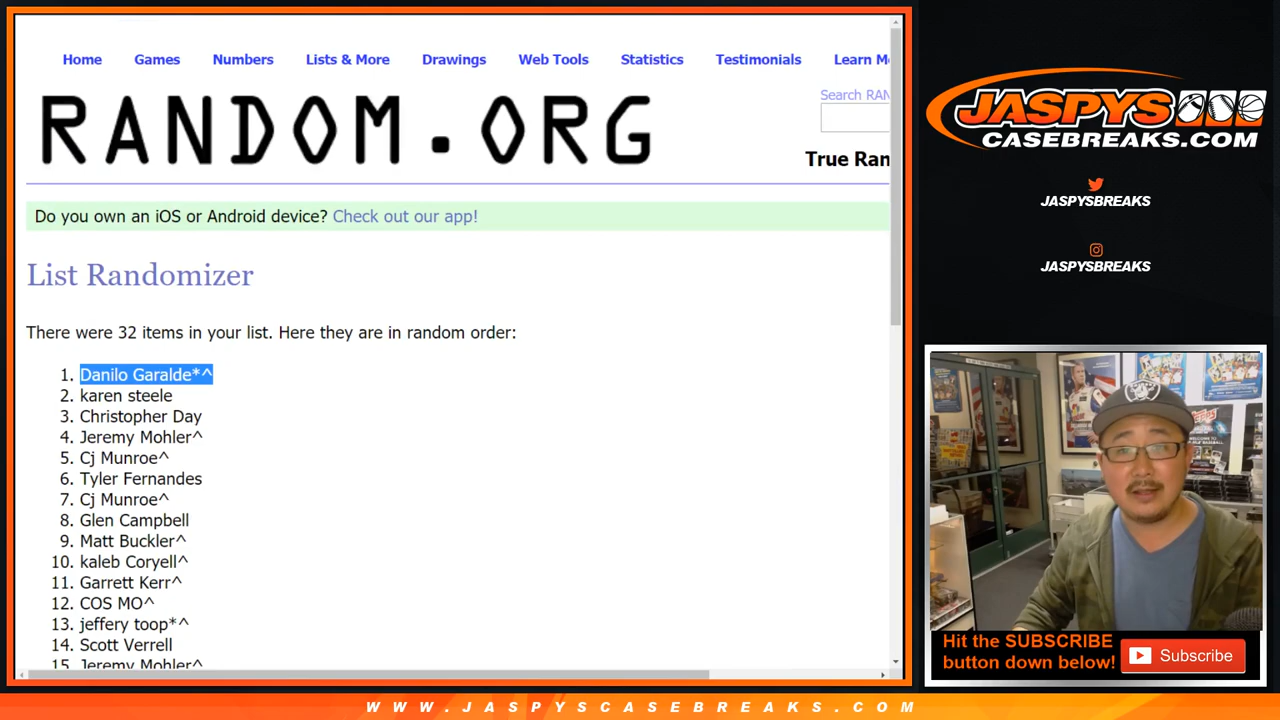 Home Games Numbers Lists & More Drawings Web Tools Statistics Testimonials Learn M
RANDOM.ORG
Search RAN
True Ran
Do you own an iOS or Android device? Check out our app!
List Randomizer
There were 32 items in your list. Here they are in random order:
1. Danilo Garalde*^
2. karen steele
3. Christopher Day
4. Jeremy Mohler^
5. Cj Munroe^
6. Tyler Fernandes
7. Cj Munroe^
8. Glen Campbell
9. Matt Buckler^
10. kaleb Coryell^
11. Garrett Kerr^
12. COS MO^
13. jeffery toop*^
14. Scott Verrell
15. Jeremy Mohler^
JASPYS
CASEBREAKS.COM
JASPYSBREAKS
JASPYSBREAKS
Hit the SUBSCRIBE
button down below!
Subscribe
WWW.JASPYSCASEBREAKS.COM